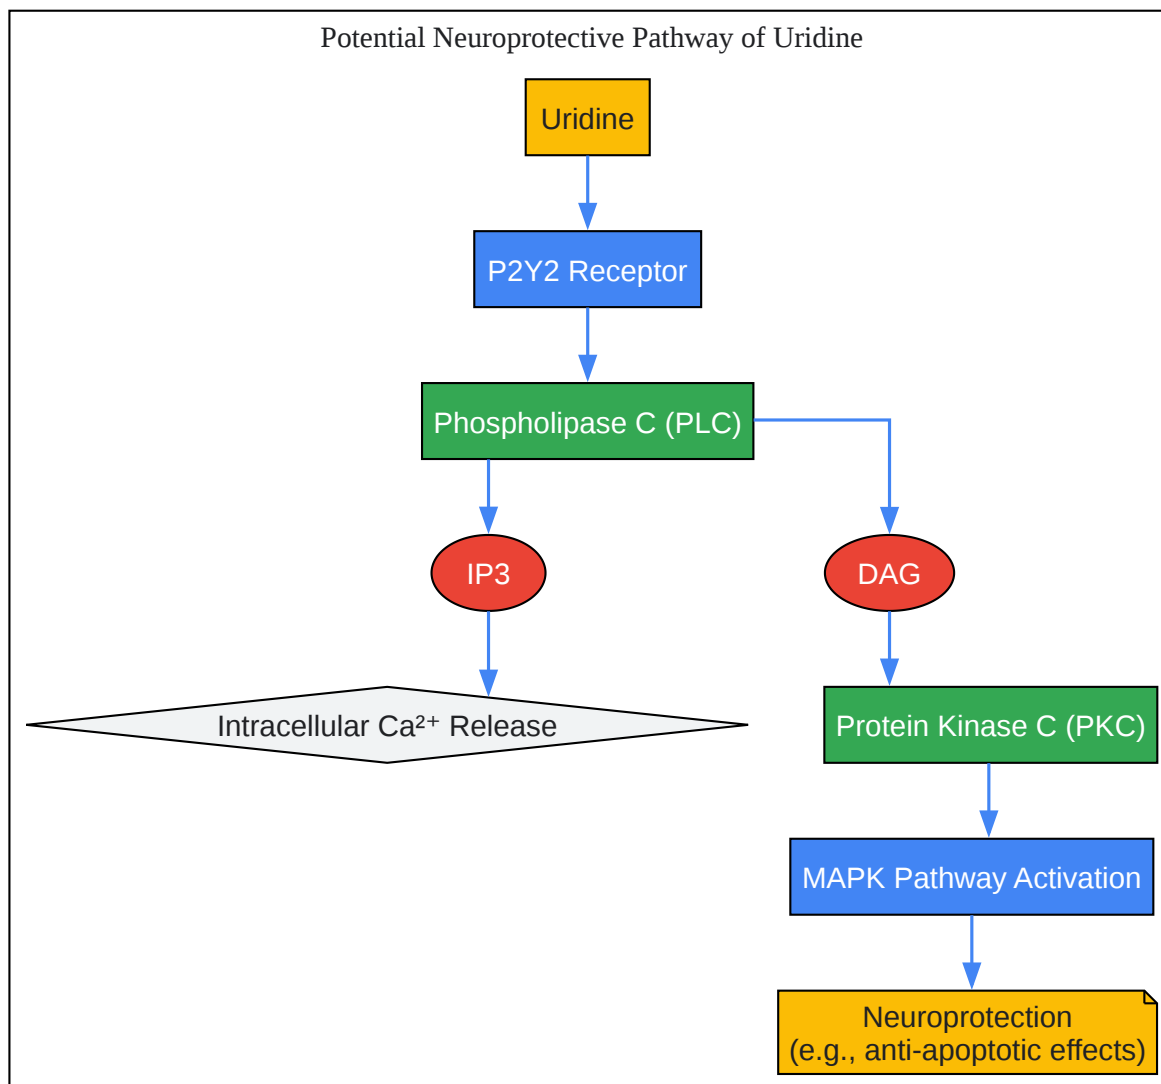 Potential Neuroprotective Pathway of Uridine
Uridine
P2Y2 Receptor
Phospholipase C (PLC)
IP3
DAG
Intracellular Ca²⁺ Release
Protein Kinase C (PKC)
MAPK Pathway Activation
Neuroprotection
(e.g., anti-apoptotic effects)